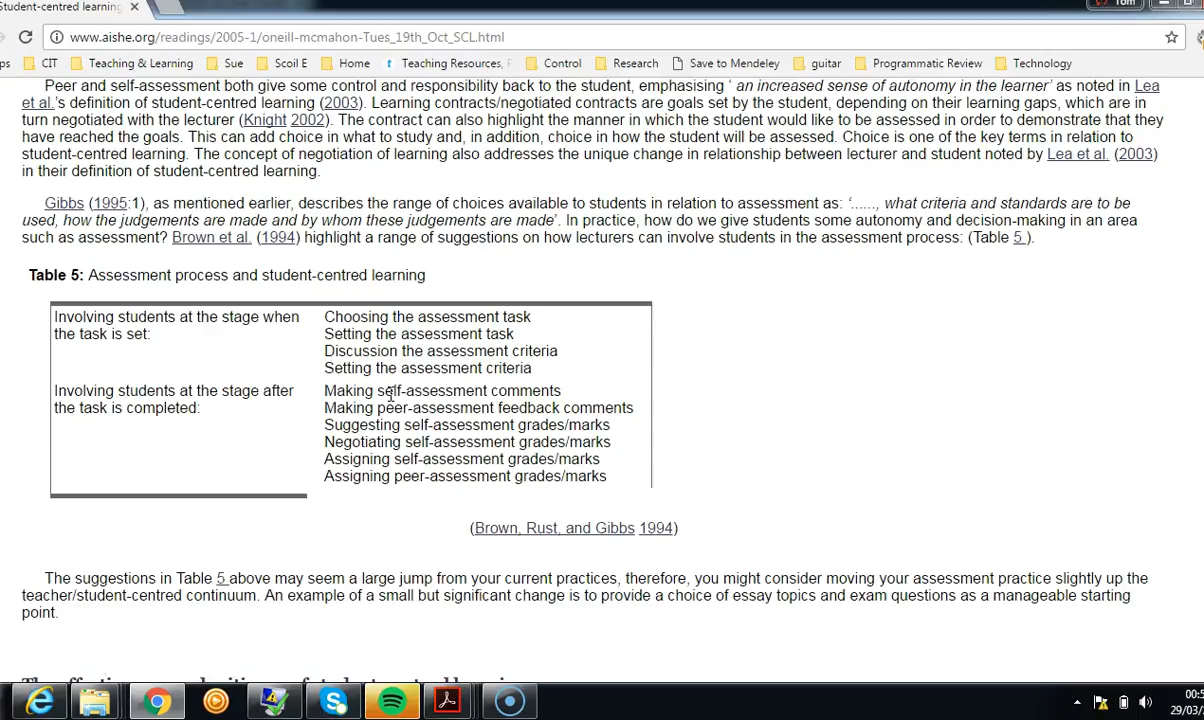 Student-centred learning
Tom
www.aishe.org/readings/2005-1/oneill-mcmahon-Tues_19th_Oct_SCL.html
ps CIT Teaching & Learning Sue Scoil E Home Teaching Resources, Control Research Save to Mendeley guitar Programmatic Review Technology
Peer and self-assessment both give some control and responsibility back to the student, emphasising ‘ an increased sense of autonomy in the learner’ as noted in Lea
et al.’s definition of student-centred learning (2003). Learning contracts/negotiated contracts are goals set by the student, depending on their learning gaps, which are in
turn negotiated with the lecturer (Knight 2002). The contract can also highlight the manner in which the student would like to be assessed in order to demonstrate that they
have reached the goals. This can add choice in what to study and, in addition, choice in how the student will be assessed. Choice is one of the key terms in relation to
student-centred learning. The concept of negotiation of learning also addresses the unique change in relationship between lecturer and student noted by Lea et al. (2003)
in their definition of student-centred learning.
Gibbs (1995:1), as mentioned earlier, describes the range of choices available to students in relation to assessment as: ‘......, what criteria and standards are to be
used, how the judgements are made and by whom these judgements are made’. In practice, how do we give students some autonomy and decision-making in an area
such as assessment? Brown et al. (1994) highlight a range of suggestions on how lecturers can involve students in the assessment process: (Table 5 ).
Table 5: Assessment process and student-centred learning
Involving students at the stage when
the task is set:
Choosing the assessment task
Setting the assessment task
Discussion the assessment criteria
Setting the assessment criteria
Involving students at the stage after
the task is completed:
Making self-assessment comments
Making peer-assessment feedback comments
Suggesting self-assessment grades/marks
Negotiating self-assessment grades/marks
Assigning self-assessment grades/marks
Assigning peer-assessment grades/marks
(Brown, Rust, and Gibbs 1994)
The suggestions in Table 5 above may seem a large jump from your current practices, therefore, you might consider moving your assessment practice slightly up the
teacher/student-centred continuum. An example of a small but significant change is to provide a choice of essay topics and exam questions as a manageable starting
point.
00:5
29/03/